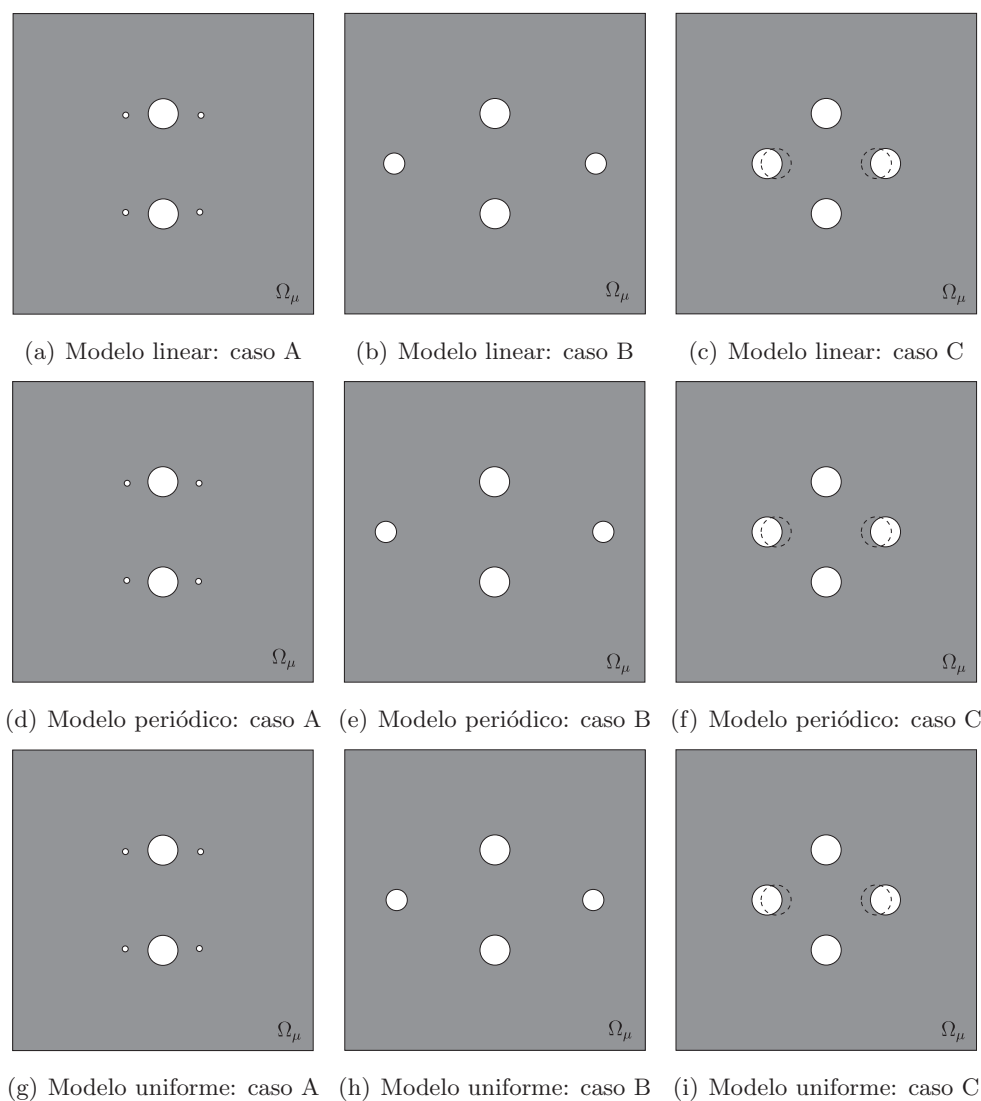 Ωμ Ωμ Ωμ
(a) Modelo linear: caso A (b) Modelo linear: caso B (c) Modelo linear: caso C
Ωμ Ωμ Ωμ
(d) Modelo periódico: caso A (e) Modelo periódico: caso B (f) Modelo periódico: caso C
Ωμ Ωμ Ωμ
(g) Modelo uniforme: caso A (h) Modelo uniforme: caso B (i) Modelo uniforme: caso C